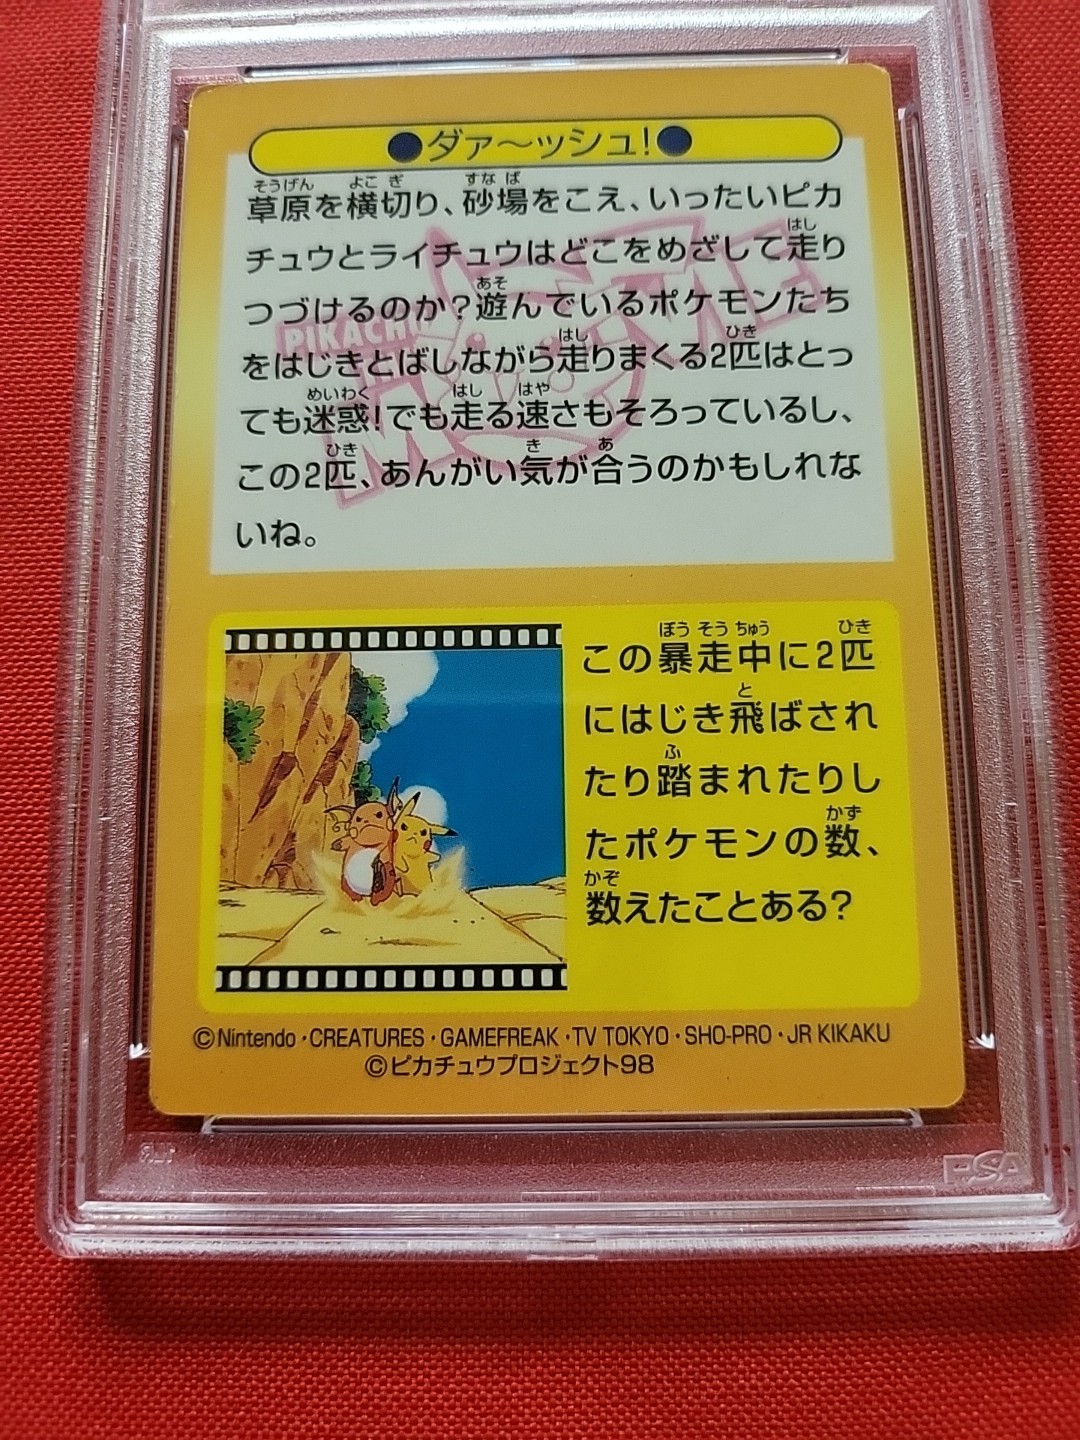 ●ダァ〜ッシュ!●
草原を横切り、砂場をこえ、いったいピカ
チュウとライチュウはどこをめざして走り
つづけるのか?遊んでいるポケモンたち
をはじきとばしながら走りまくる2匹はとっ
ても迷惑!でも走る速さもそろっているし、
この2匹、あんがい気が合うのかもしれな
いね。
PIKACHU
MOVIE
この暴走中に2匹
にはじき飛ばされ
たり踏まれたりし
たポケモンの数、
数えたことある?
©Nintendo・CREATURES・GAMEFREAK・TV TOKYO・SHO-PRO・JR KIKAKU
©ピカチュウプロジェクト98
PSA